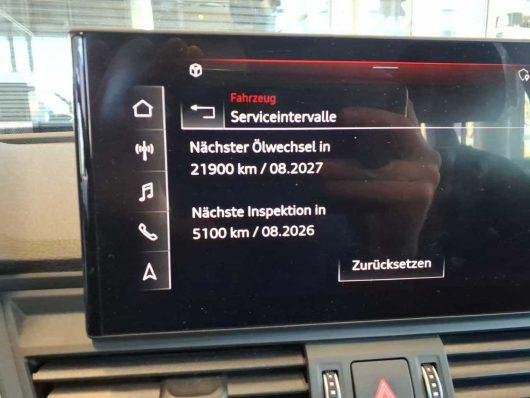 Fahrzeug
Serviceintervalle
Nächster Ölwechsel in
21900 km / 08.2027
Nächste Inspektion in
5100 km / 08.2026
Zurücksetzen